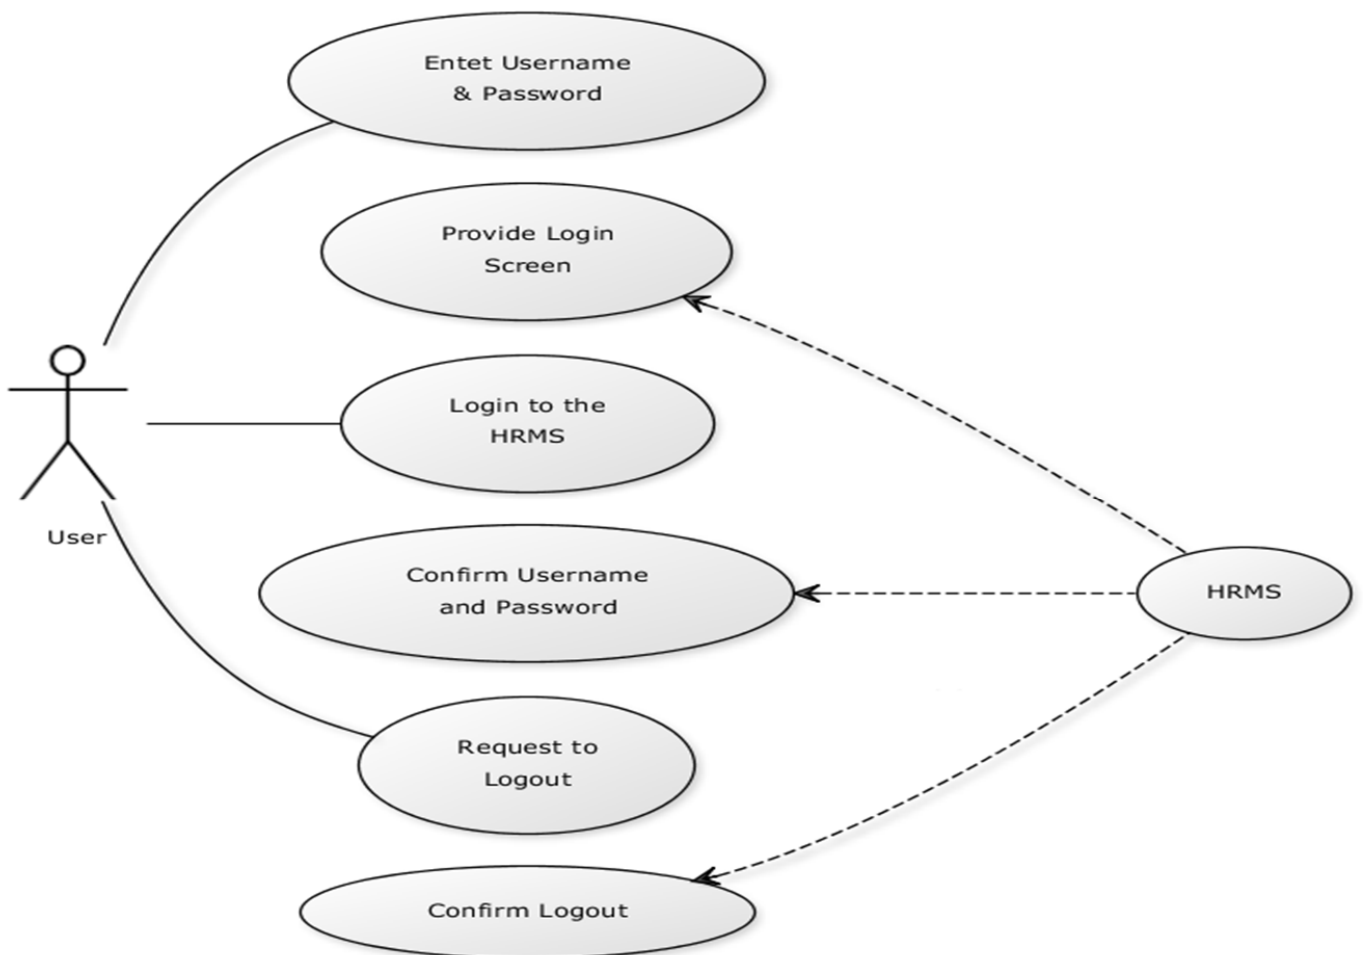 Entet Username
& Password
Provide Login
Screen
Login to the
HRMS
User
Confirm Username
and Password
HRMS
Request to
Logout
Confirm Logout